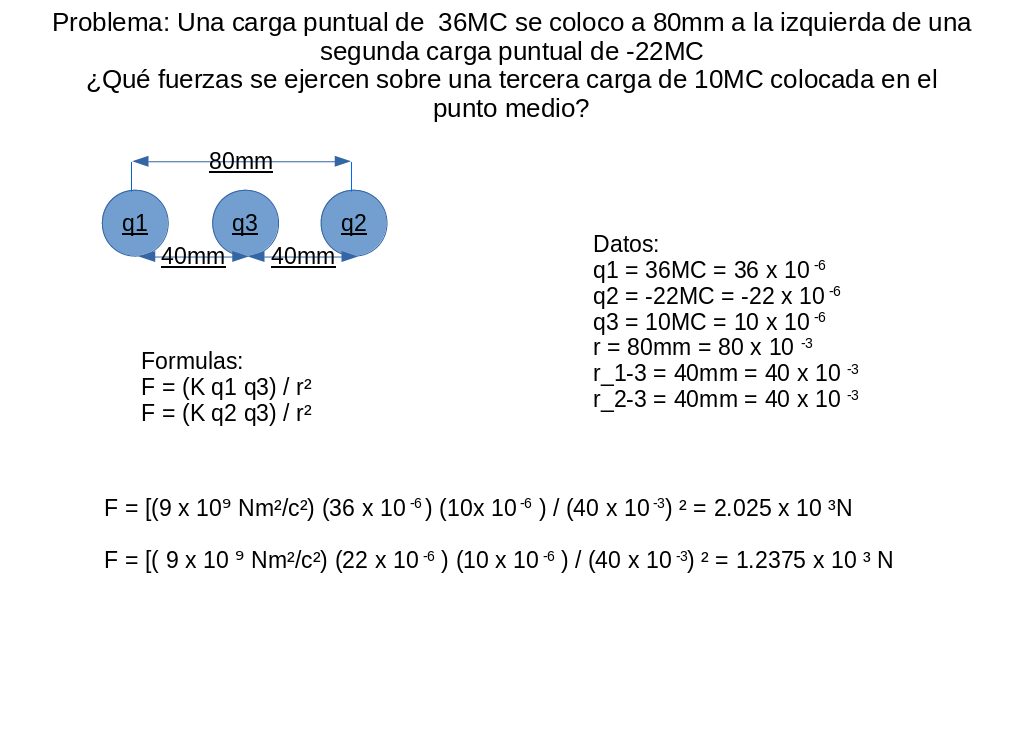 Problema: Una carga puntual de  36MC se coloco a 80mm a la izquierda de una
segunda carga puntual de -22MC
¿Qué fuerzas se ejercen sobre una tercera carga de 10MC colocada en el
punto medio?
80mm
q1 q3 q2
40mm 40mm
Datos:
q1 = 36MC = 36 x 10⁻⁶
q2 = -22MC = -22 x 10⁻⁶
q3 = 10MC = 10 x 10⁻⁶
r = 80mm = 80 x 10 ⁻³
r_1-3 = 40mm = 40 x 10 ⁻³
r_2-3 = 40mm = 40 x 10 ⁻³
Formulas:
F = (K q1 q3) / r²
F = (K q2 q3) / r²
F = [(9 x 10⁹ Nm²/c²) (36 x 10⁻⁶) (10x 10⁻⁶ ) / (40 x 10⁻³) ² = 2.025 x 10 ³N
F = [( 9 x 10 ⁹ Nm²/c²) (22 x 10⁻⁶ ) (10 x 10⁻⁶ ) / (40 x 10⁻³) ² = 1.2375 x 10 ³ N